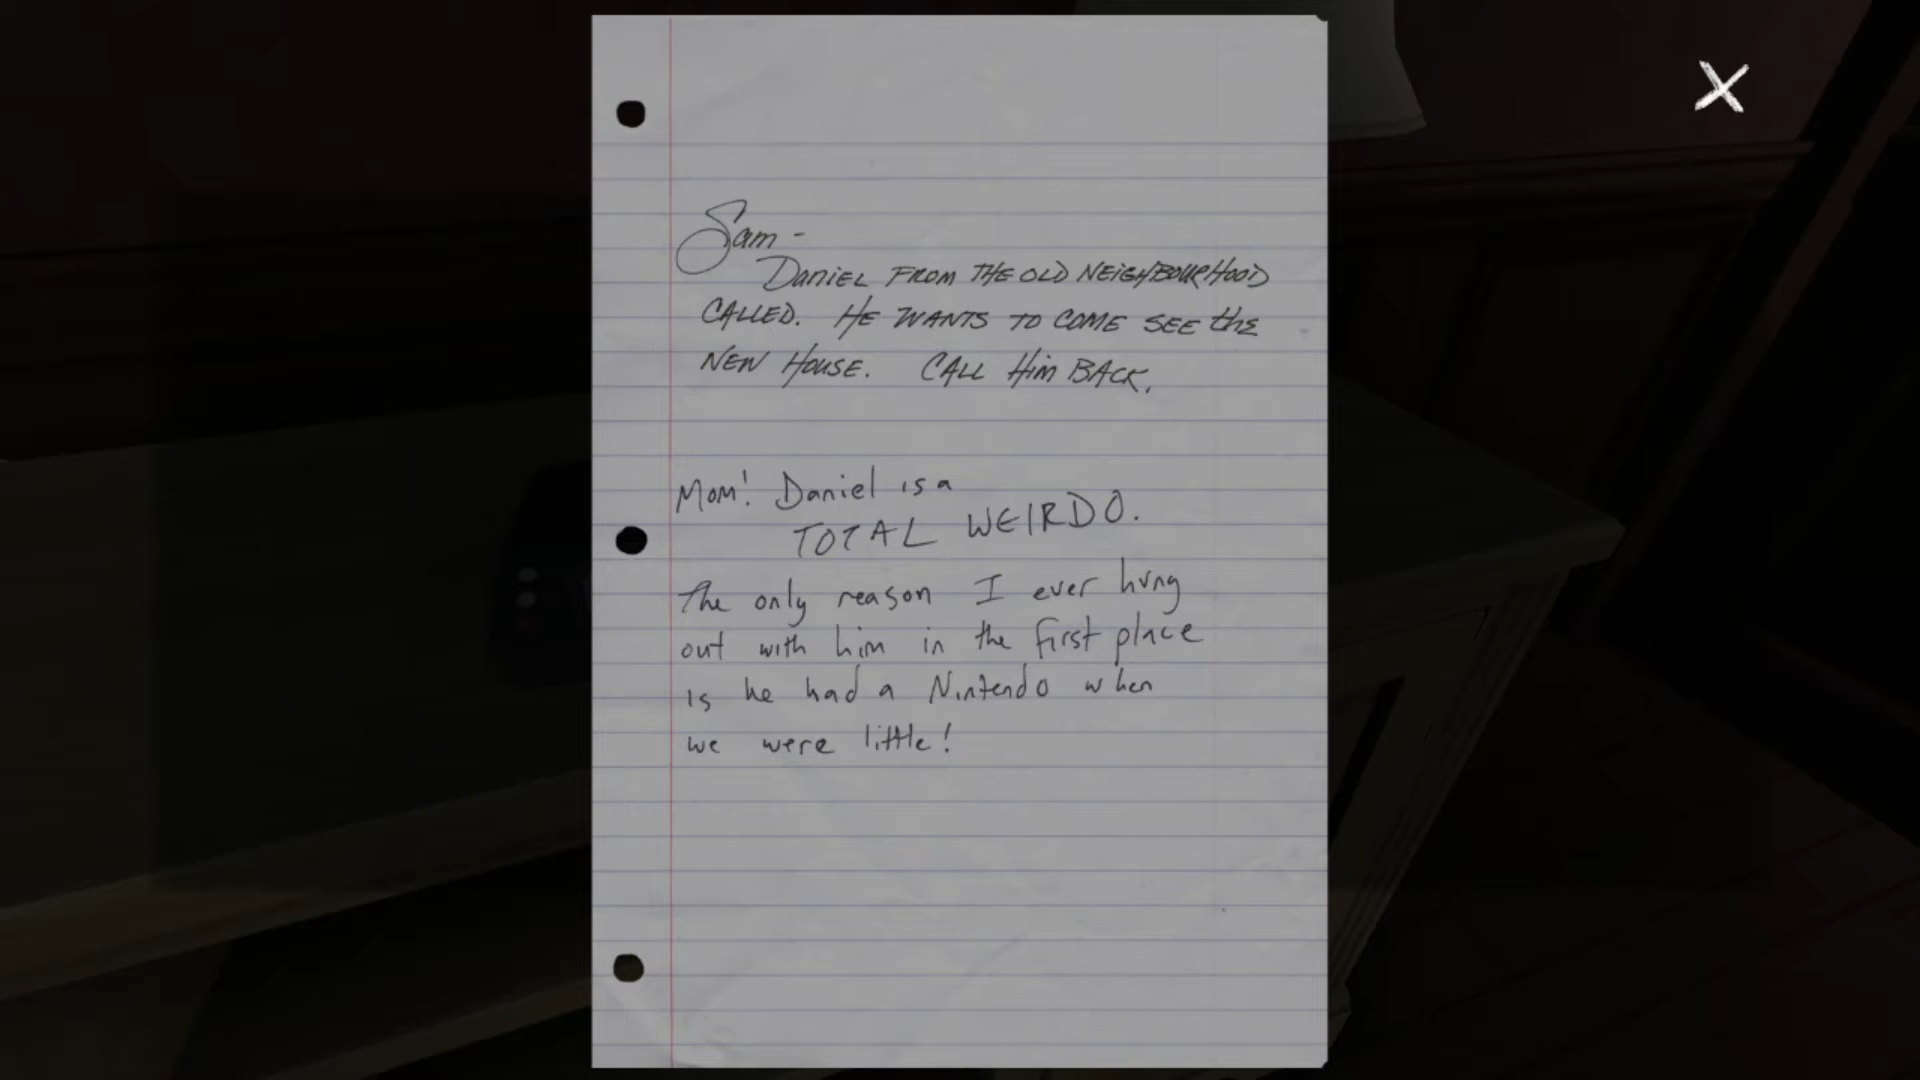 Sam -
DANIEL FROM THE OLD NEIGHBOURHOOD
CALLED. HE WANTS TO COME SEE the
NEW HOUSE. CALL HIM BACK.
Mom! Daniel is a
TOTAL WEIRDO.
The only reason I ever hung
out with him in the first place
is he had a Nintendo when
we were little!